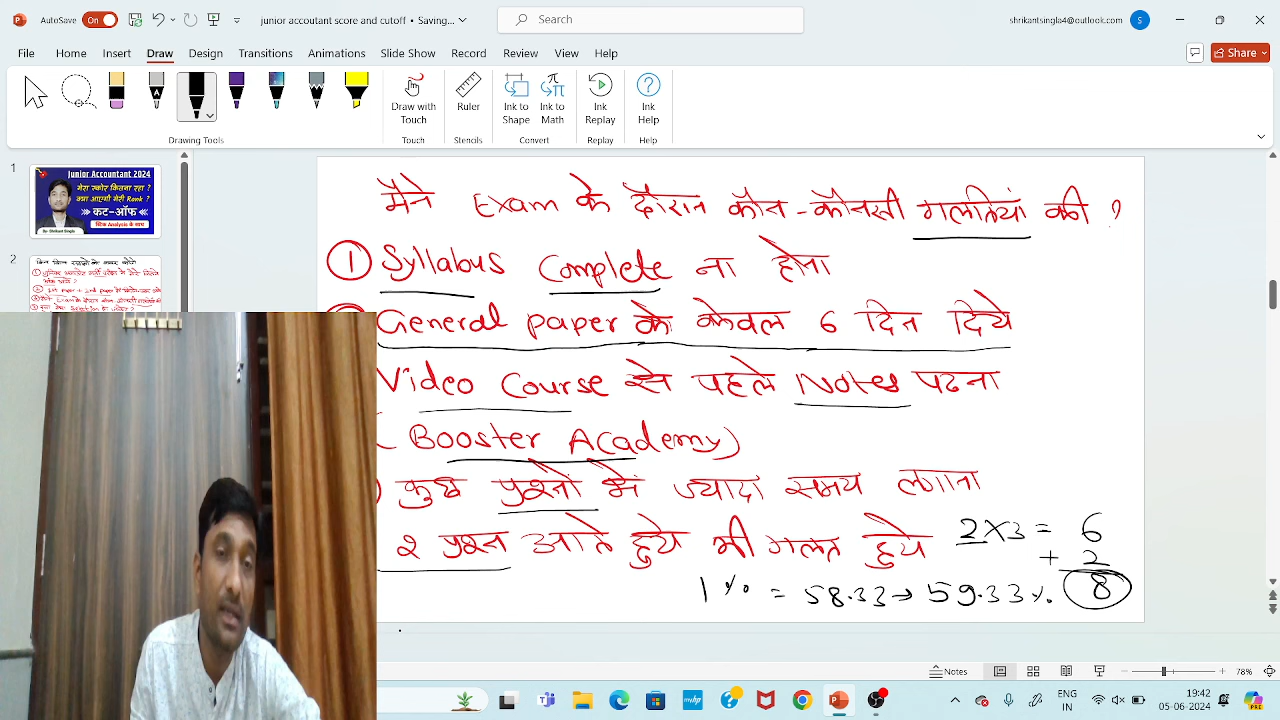 AutoSave On junior accountant score and cutoff • Saving... Search shrikantsingla4@outlook.com S
File Home Insert Draw Design Transitions Animations Slide Show Record Review View Help Share
Draw with Touch Ruler Ink to Shape Ink to Math Ink Replay Ink Help
Drawing Tools Touch Stencils Convert Replay Help
1
Junior Accountant 2024
मेरा स्कोर कितना रहा ?
क्या आएगी मेरी Rank ?
कट-ऑफ
2
मैने Exam के दौरान कौन-कौनसी गलतियां की ?
① Syllabus Complete ना होना
General paper के केवल 6 दिन दिये
Video Course से पहले Notes पढना
( Booster Academy)
) कुछ प्रश्नो मे ज्यादा समय लगाना
२ प्रश्न आते हुये भी गलत हुये
2×3 = 6
+ 2
8
1 % = 58.33 → 59.33 %.
Notes 78%
ENG IN 19:42 05-06-2024